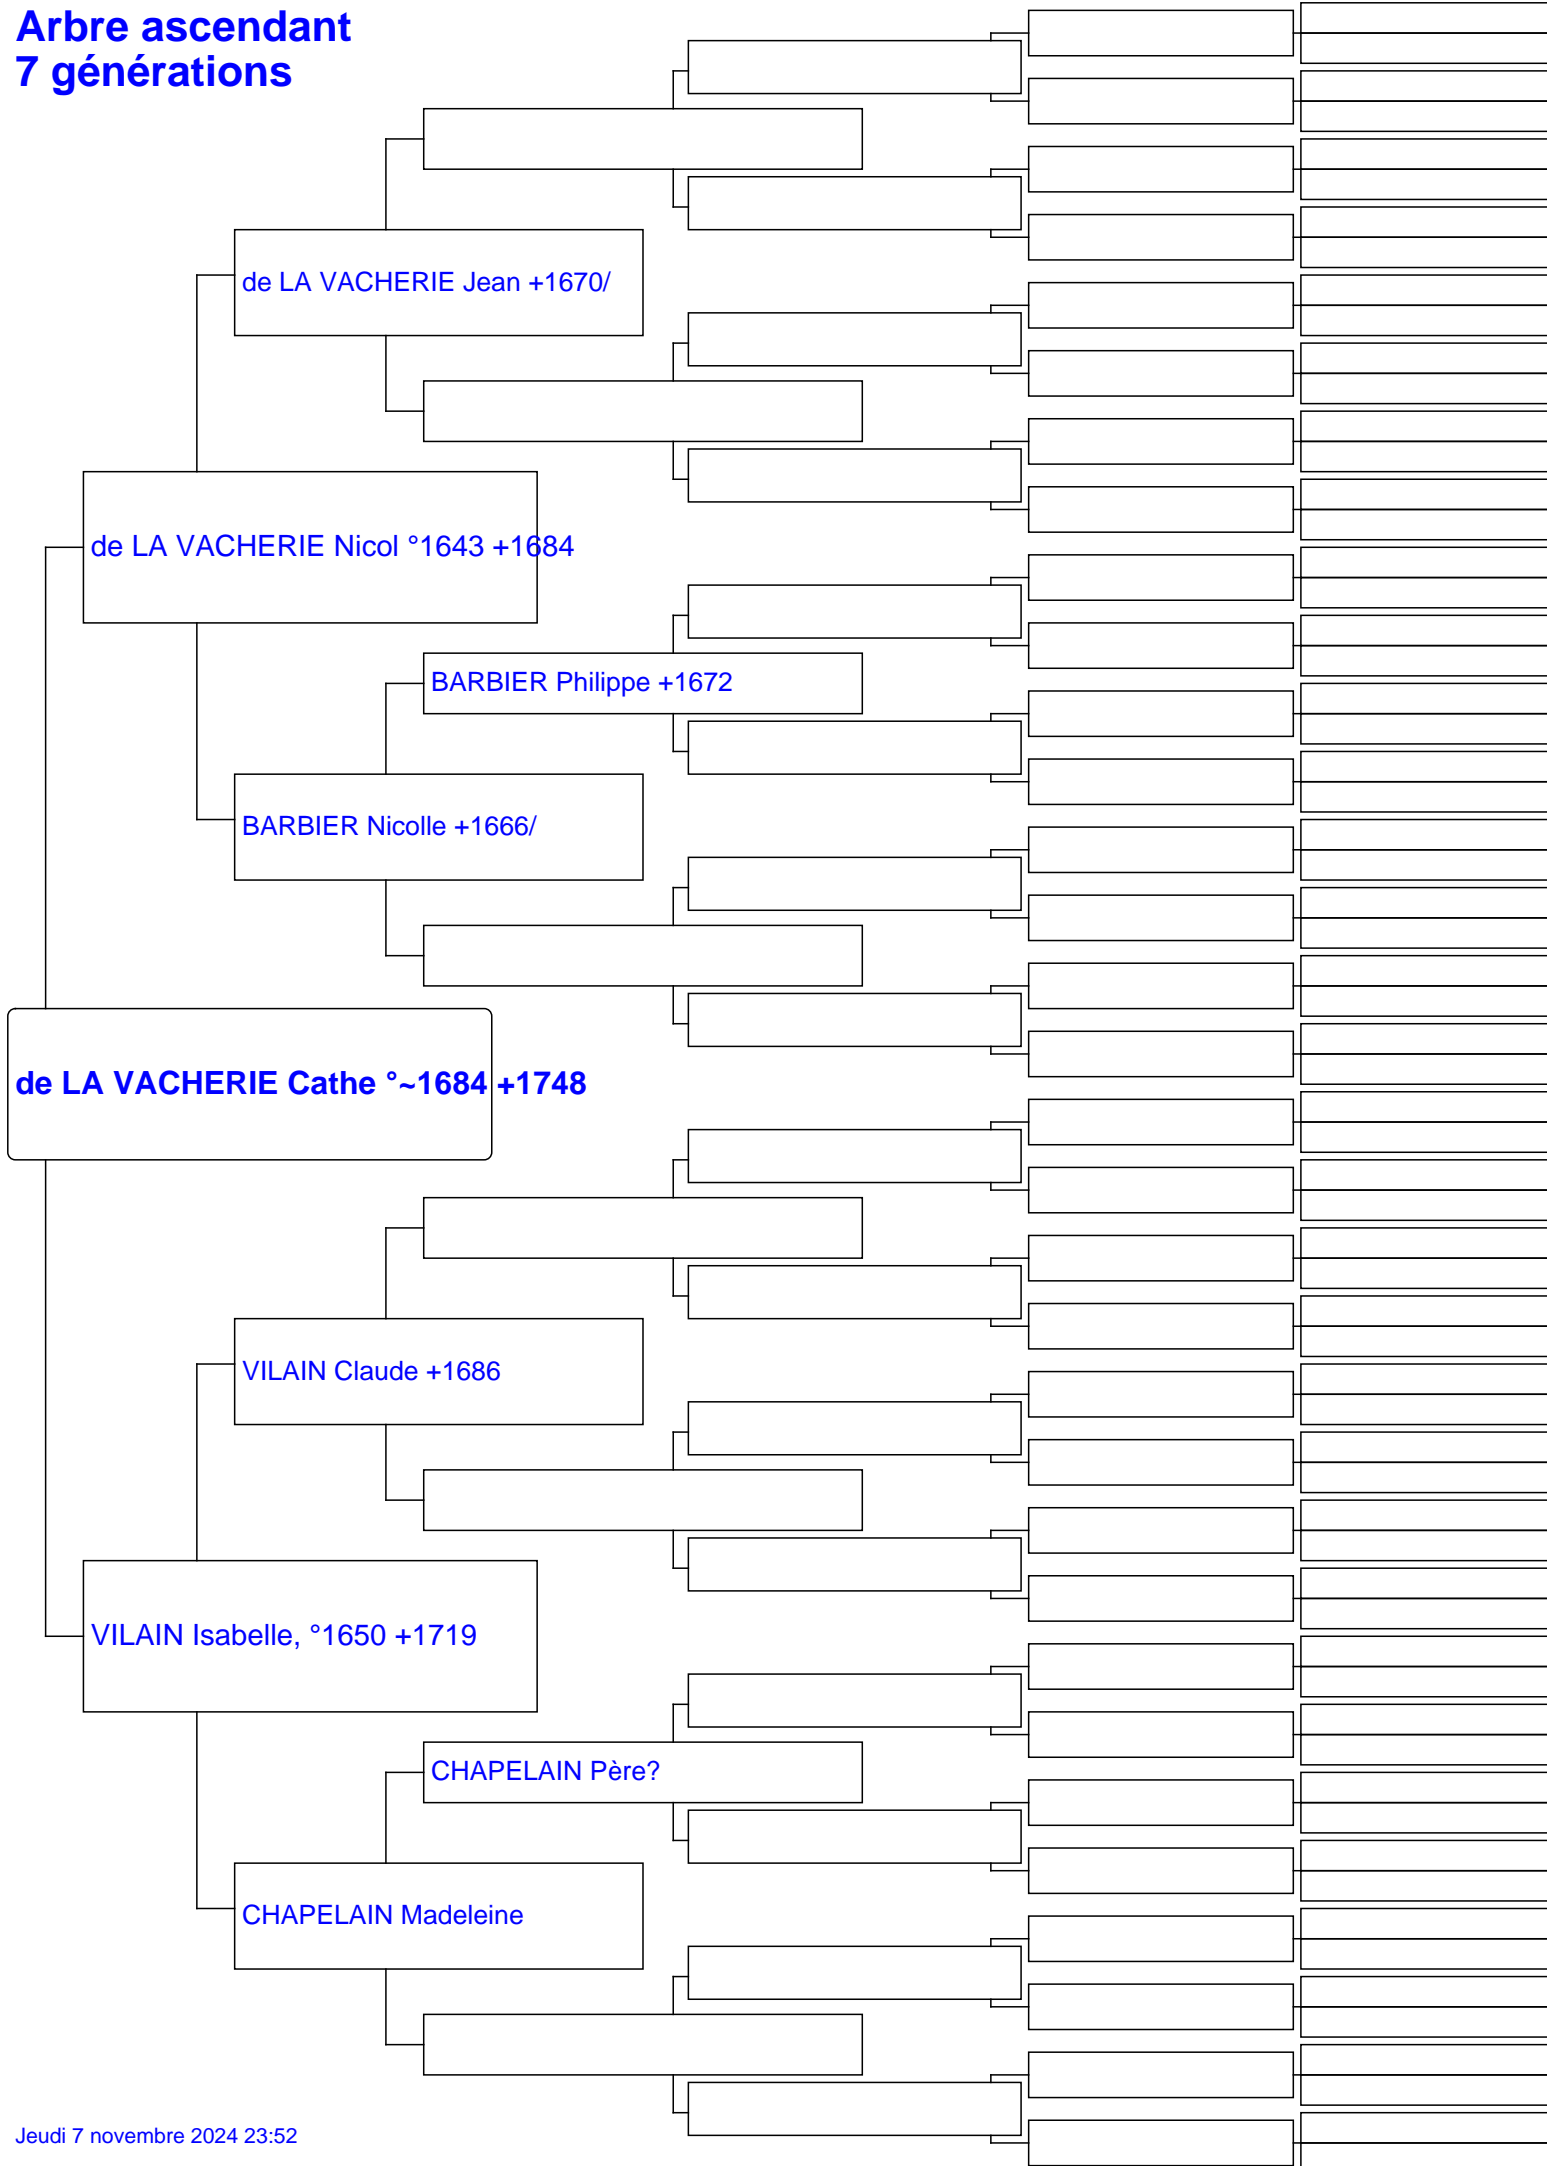 Arbre ascendant
7 générations
de LA VACHERIE Jean +1670/
de LA VACHERIE Nicol °1643 +1684
BARBIER Philippe +1672
BARBIER Nicolle +1666/
de LA VACHERIE Cathe °~1684 +1748
VILAIN Claude +1686
VILAIN Isabelle, °1650 +1719
CHAPELAIN Père?
CHAPELAIN Madeleine
Jeudi 7 novembre 2024 23:52